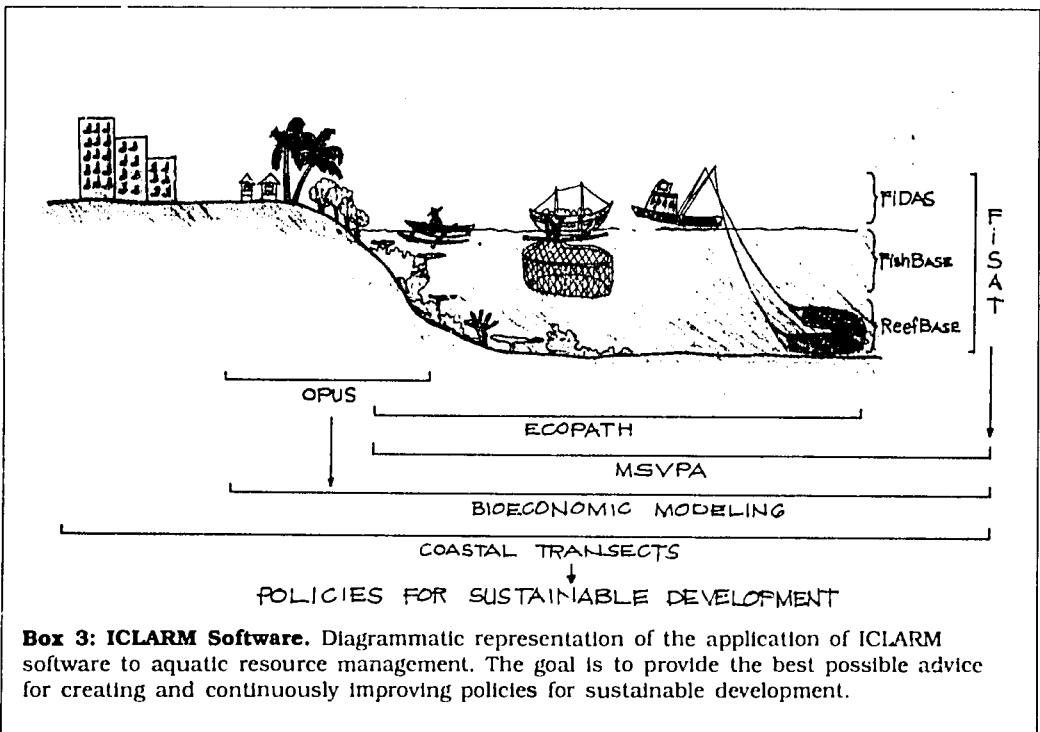 FiDAS
FishBASE
ReefBASE
FiSAT
OPUS
ECOPATH
MSVPA
BIOECONOMIC MODELING
COASTAL TRANSECTS
POLICIES FOR SUSTAINABLE DEVELOPMENT
Box 3: ICLARM Software. Diagrammatic representation of the application of ICLARM
software to aquatic resource management. The goal is to provide the best possible advice
for creating and continuously improving policies for sustainable development.